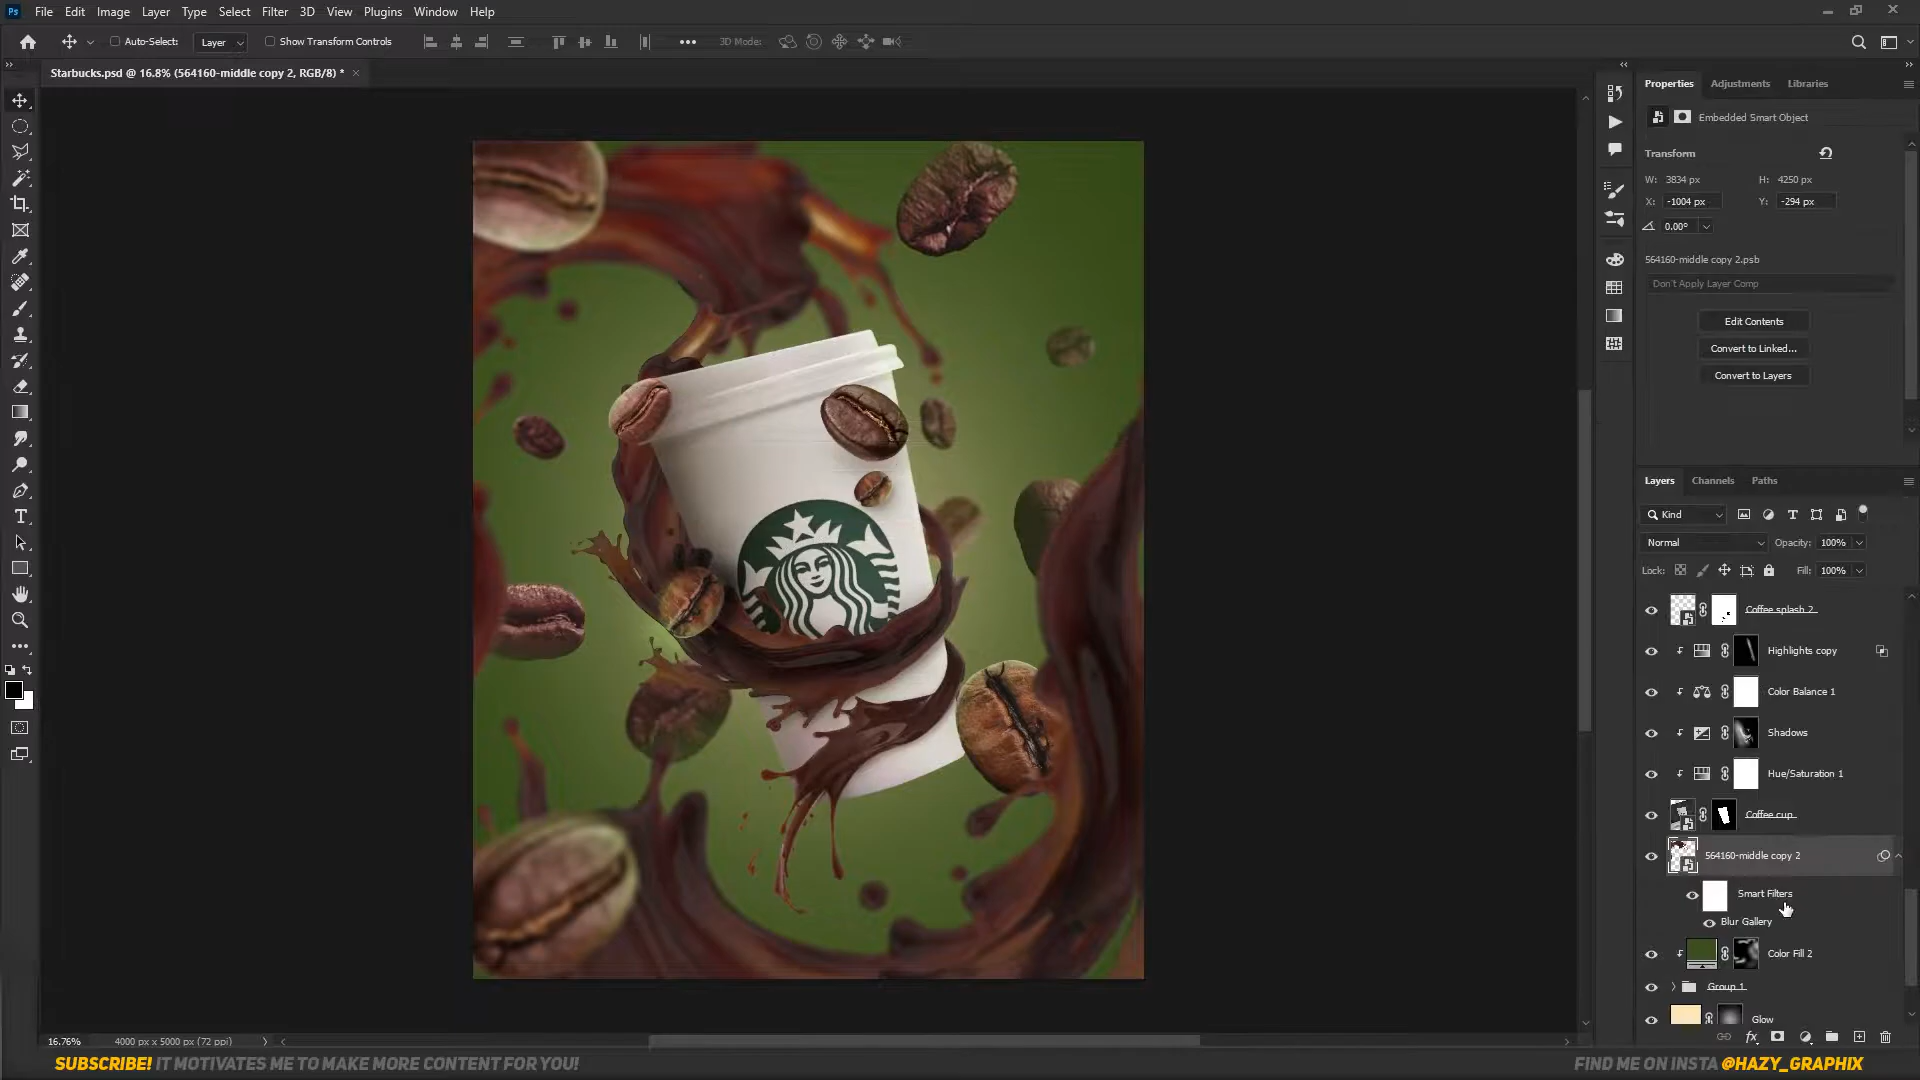 Ps File Edit Image Layer Type Select Filter 3D View Plugins Window Help
Auto-Select: Layer Show Transform Controls 3D Mode:
Starbucks.psd @ 16.8% (564160-middle copy 2, RGB/8) *
Properties Adjustments Libraries
Embedded Smart Object
Transform
W: 3834 px H: 4250 px
X: -1004 px Y: -294 px
0.00°
564160-middle copy 2.psb
Don't Apply Layer Comp
Edit Contents
Convert to Linked...
Convert to Layers
Layers Channels Paths
Kind
Normal Opacity: 100%
Lock: Fill: 100%
Coffee splash 2
Highlights copy
Color Balance 1
Shadows
Hue/Saturation 1
Coffee cup
564160-middle copy 2
Smart Filters
Blur Gallery
Color Fill 2
Group 1
Glow
16.76% 4000 px x 5000 px (72 ppi)
SUBSCRIBE! IT MOTIVATES ME TO MAKE MORE CONTENT FOR YOU!
FIND ME ON INSTA @HAZY_GRAPHIX